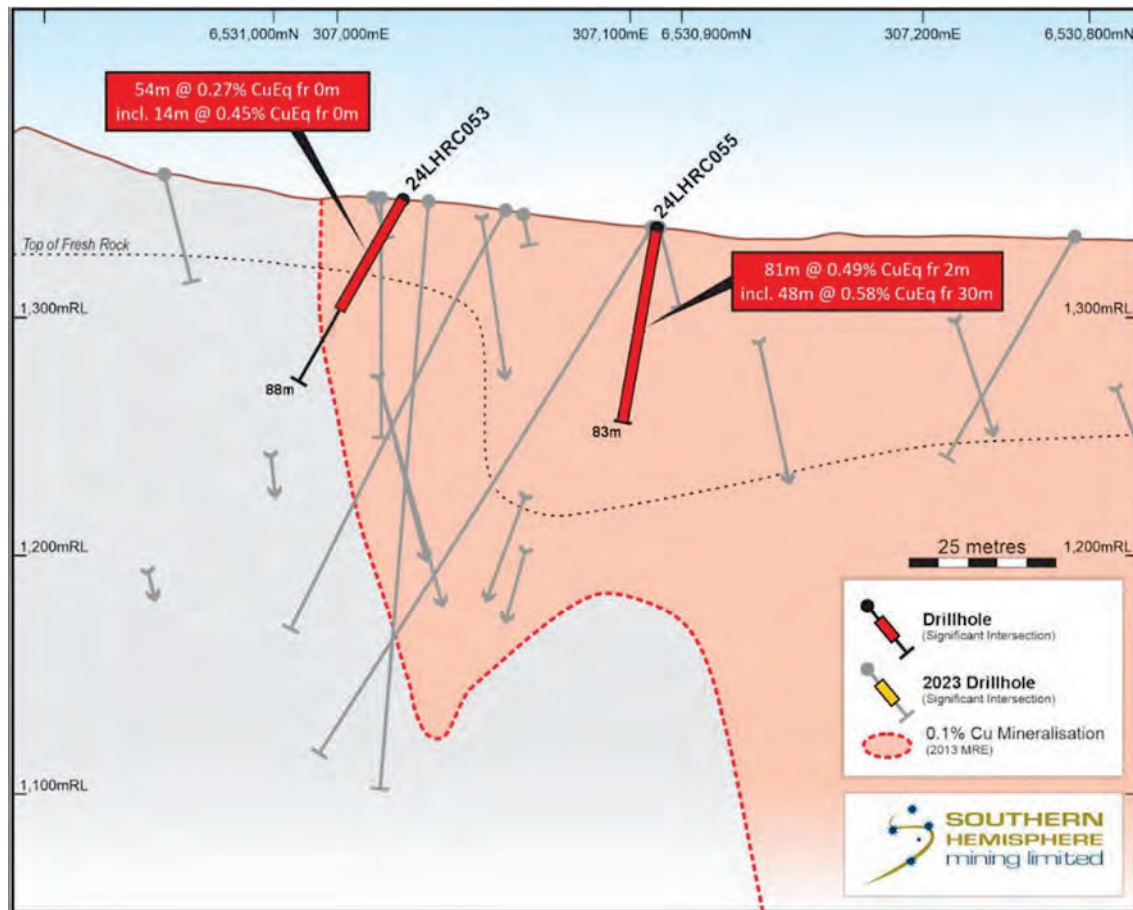 6,531,000mN 307,000mE 307,100mE 6,530,900mN 307,200mE 6,530,800mN
54m @ 0.27% CuEq fr 0m
incl. 14m @ 0.45% CuEq fr 0m
24LHRC053
24LHRC055
Top of Fresh Rock
81m @ 0.49% CuEq fr 2m
incl. 48m @ 0.58% CuEq fr 30m
1,300mRL
1,300mRL
88m
83m
1,200mRL
25 metres
1,200mRL
Drillhole
(Significant Intersection)
2023 Drillhole
(Significant Intersection)
0.1% Cu Mineralisation
(2013 MRE)
1,100mRL
SOUTHERN
HEMISPHERE
mining limited